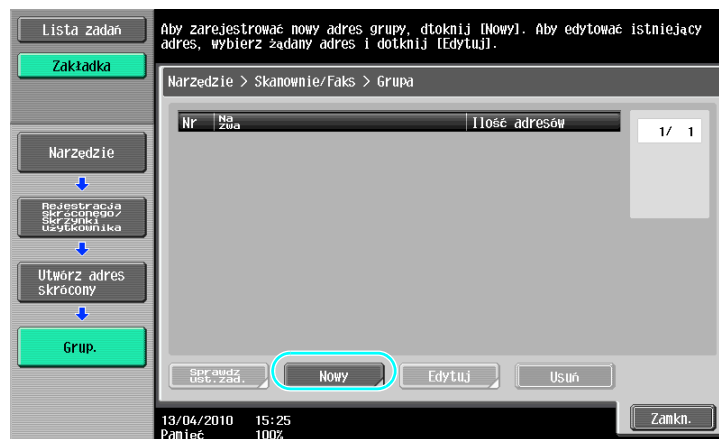 Lista zadań
Zakładka
Aby zarejestrować nowy adres grupy, dtoknij [Nowy]. Aby edytować istniejący
adres, wybierz żądany adres i dotknij [Edytuj].
Narzędzie > Skanownie/Faks > Grupa
Nr
Na
zwa
Ilość adresów
1/ 1
Narzędzie
Rejestracja
skróconego/
Skrzynki
użytkownika
Utwórz adres
skrócony
Grup.
Sprawdz
ust.zad.
Nowy
Edytuj
Usuń
13/04/2010 15:25
Pamięć 100%
Zamkn.